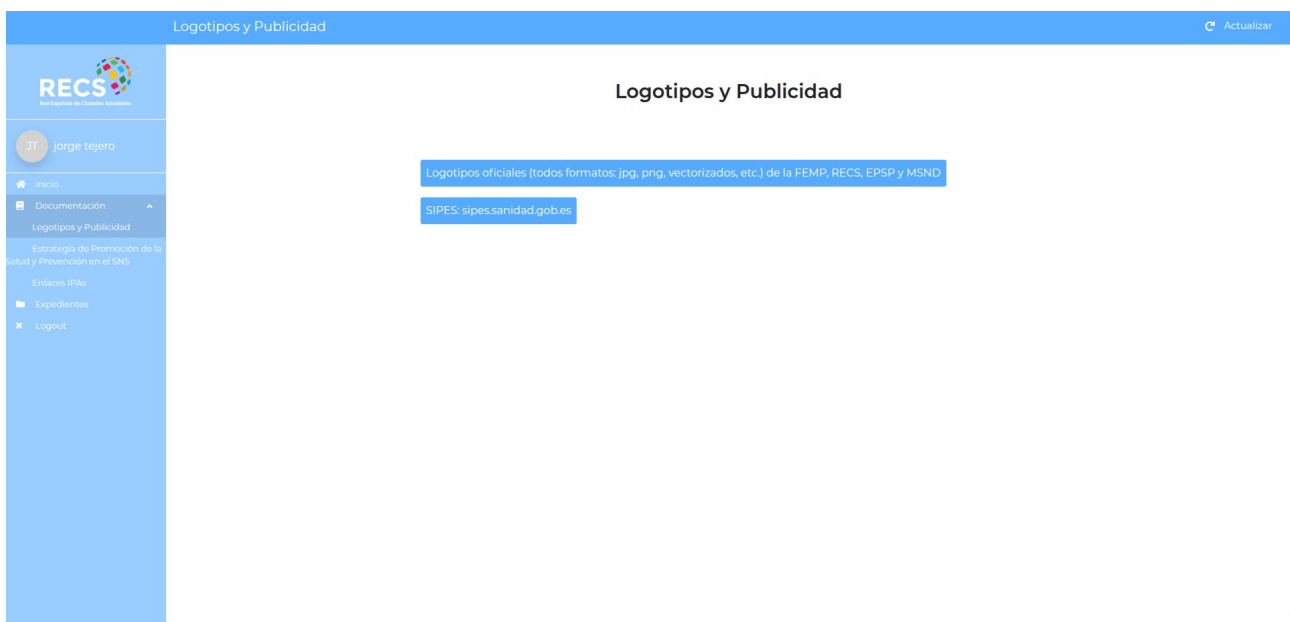 Logotipos y Publicidad
Actualizar
RECS
Red Española de Ciudades Saludables
JT
jorge tejero
Inicio
Documentación
Logotipos y Publicidad
Estrategia de Promoción de la
Salud y Prevención en el SNS
Enlaces IPAs
Expedientes
Logout
Logotipos y Publicidad
Logotipos oficiales (todos formatos: jpg, png, vectorizados, etc.) de la FEMP, RECS, EPSP y MSND
SIPES: sipes.sanidad.gob.es